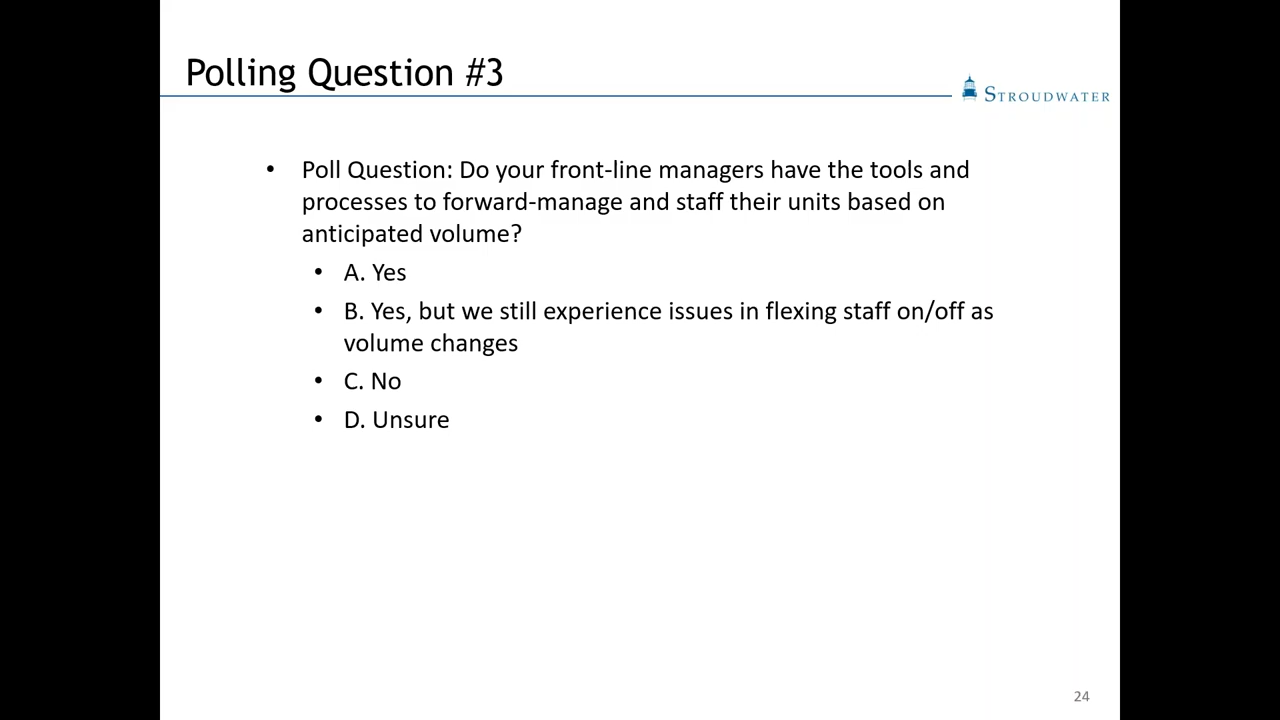 Polling Question #3
STROUDWATER
• Poll Question: Do your front-line managers have the tools and
processes to forward-manage and staff their units based on
anticipated volume?
• A. Yes
• B. Yes, but we still experience issues in flexing staff on/off as
volume changes
• C. No
• D. Unsure
24